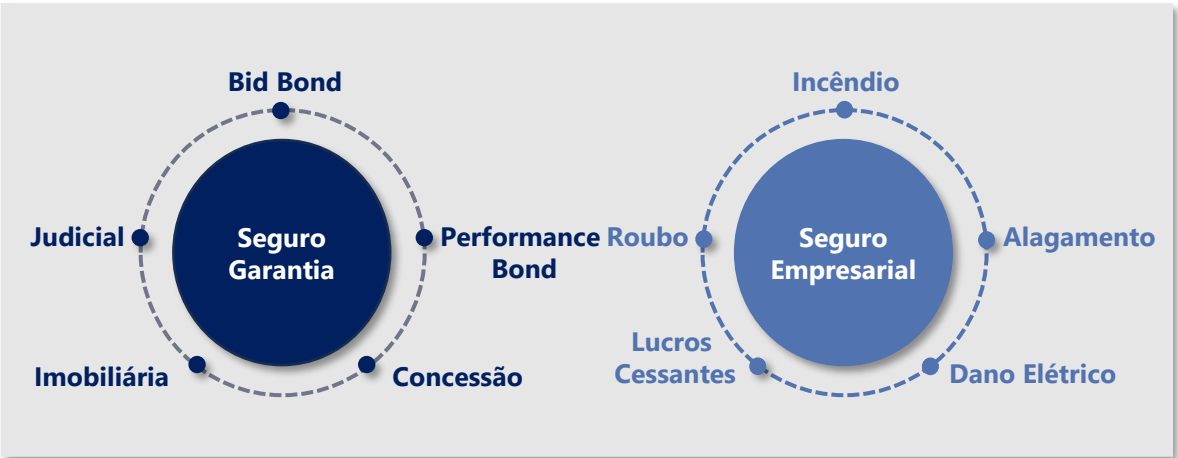 Bid Bond
Judicial
Seguro
Garantia
Performance
Bond
Imobiliária
Concessão
Incêndio
Roubo
Seguro
Empresarial
Alagamento
Lucros
Cessantes
Dano Elétrico